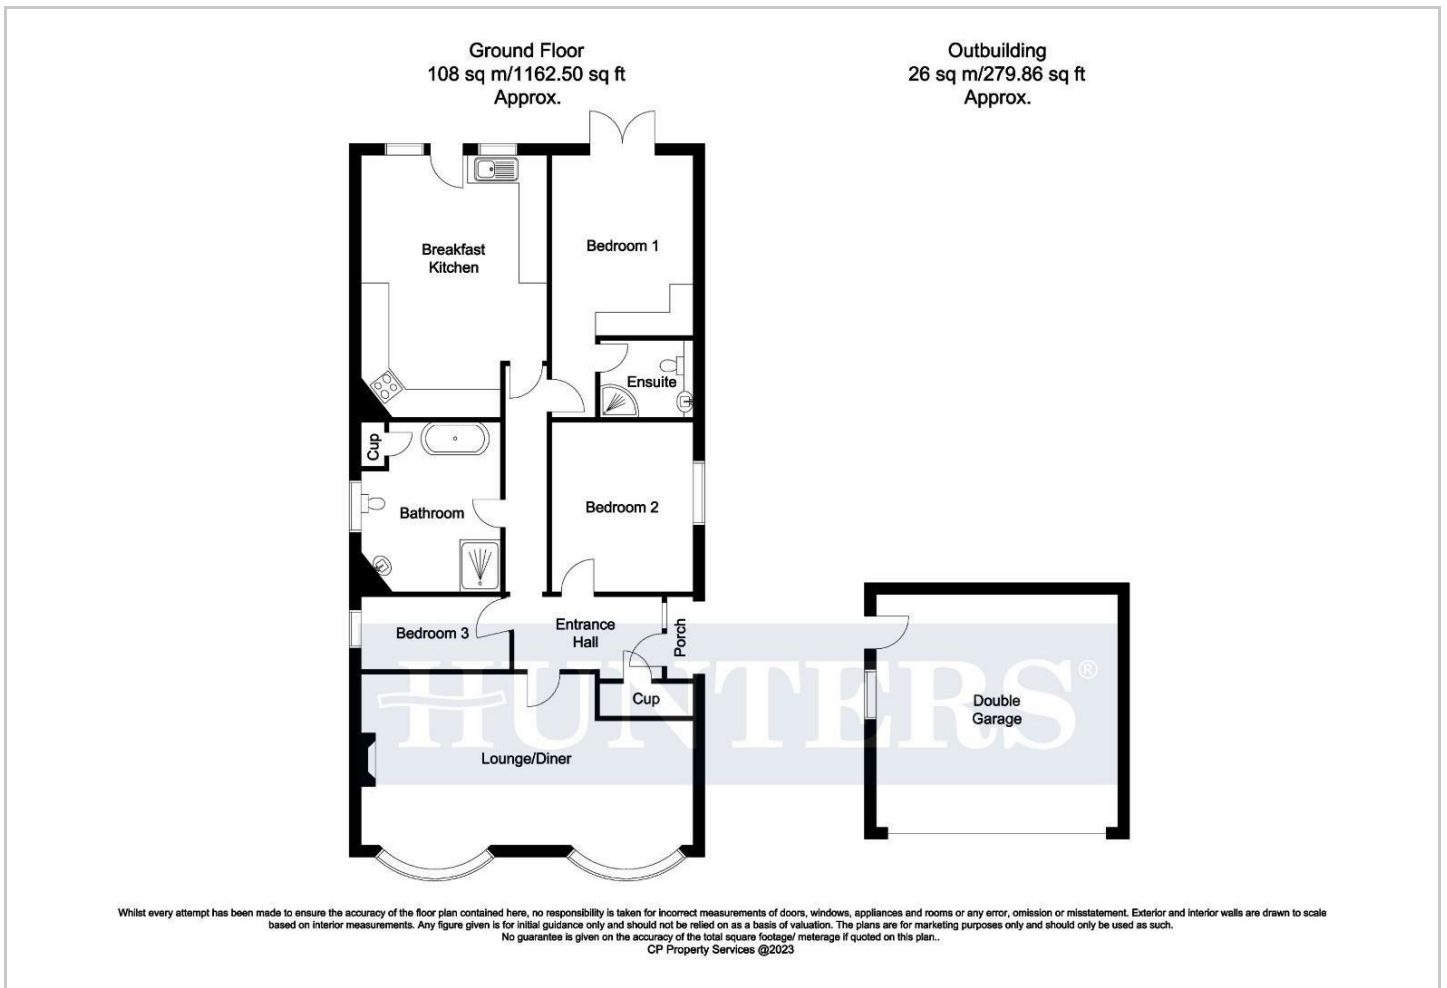 Ground Floor
108 sq m/1162.50 sq ft
Approx.
Outbuilding
26 sq m/279.86 sq ft
Approx.
Breakfast
Kitchen
Bedroom 1
Ensuite
Cup
Bathroom
Bedroom 2
Bedroom 3
Entrance
Hall
Porch
Cup
HUNTERS®
Lounge/Diner
Double
Garage
Whilst every attempt has been made to ensure the accuracy of the floor plan contained here, no responsibility is taken for incorrect measurements of doors, windows, appliances and rooms or any error, omission or misstatement. Exterior and interior walls are drawn to scale
based on interior measurements. Any figure given is for initial guidance only and should not be relied on as a basis of valuation. The plans are for marketing purposes only and should only be used as such.
No guarantee is given on the accuracy of the total square footage/ meterage if quoted on this plan..
CP Property Services @2023